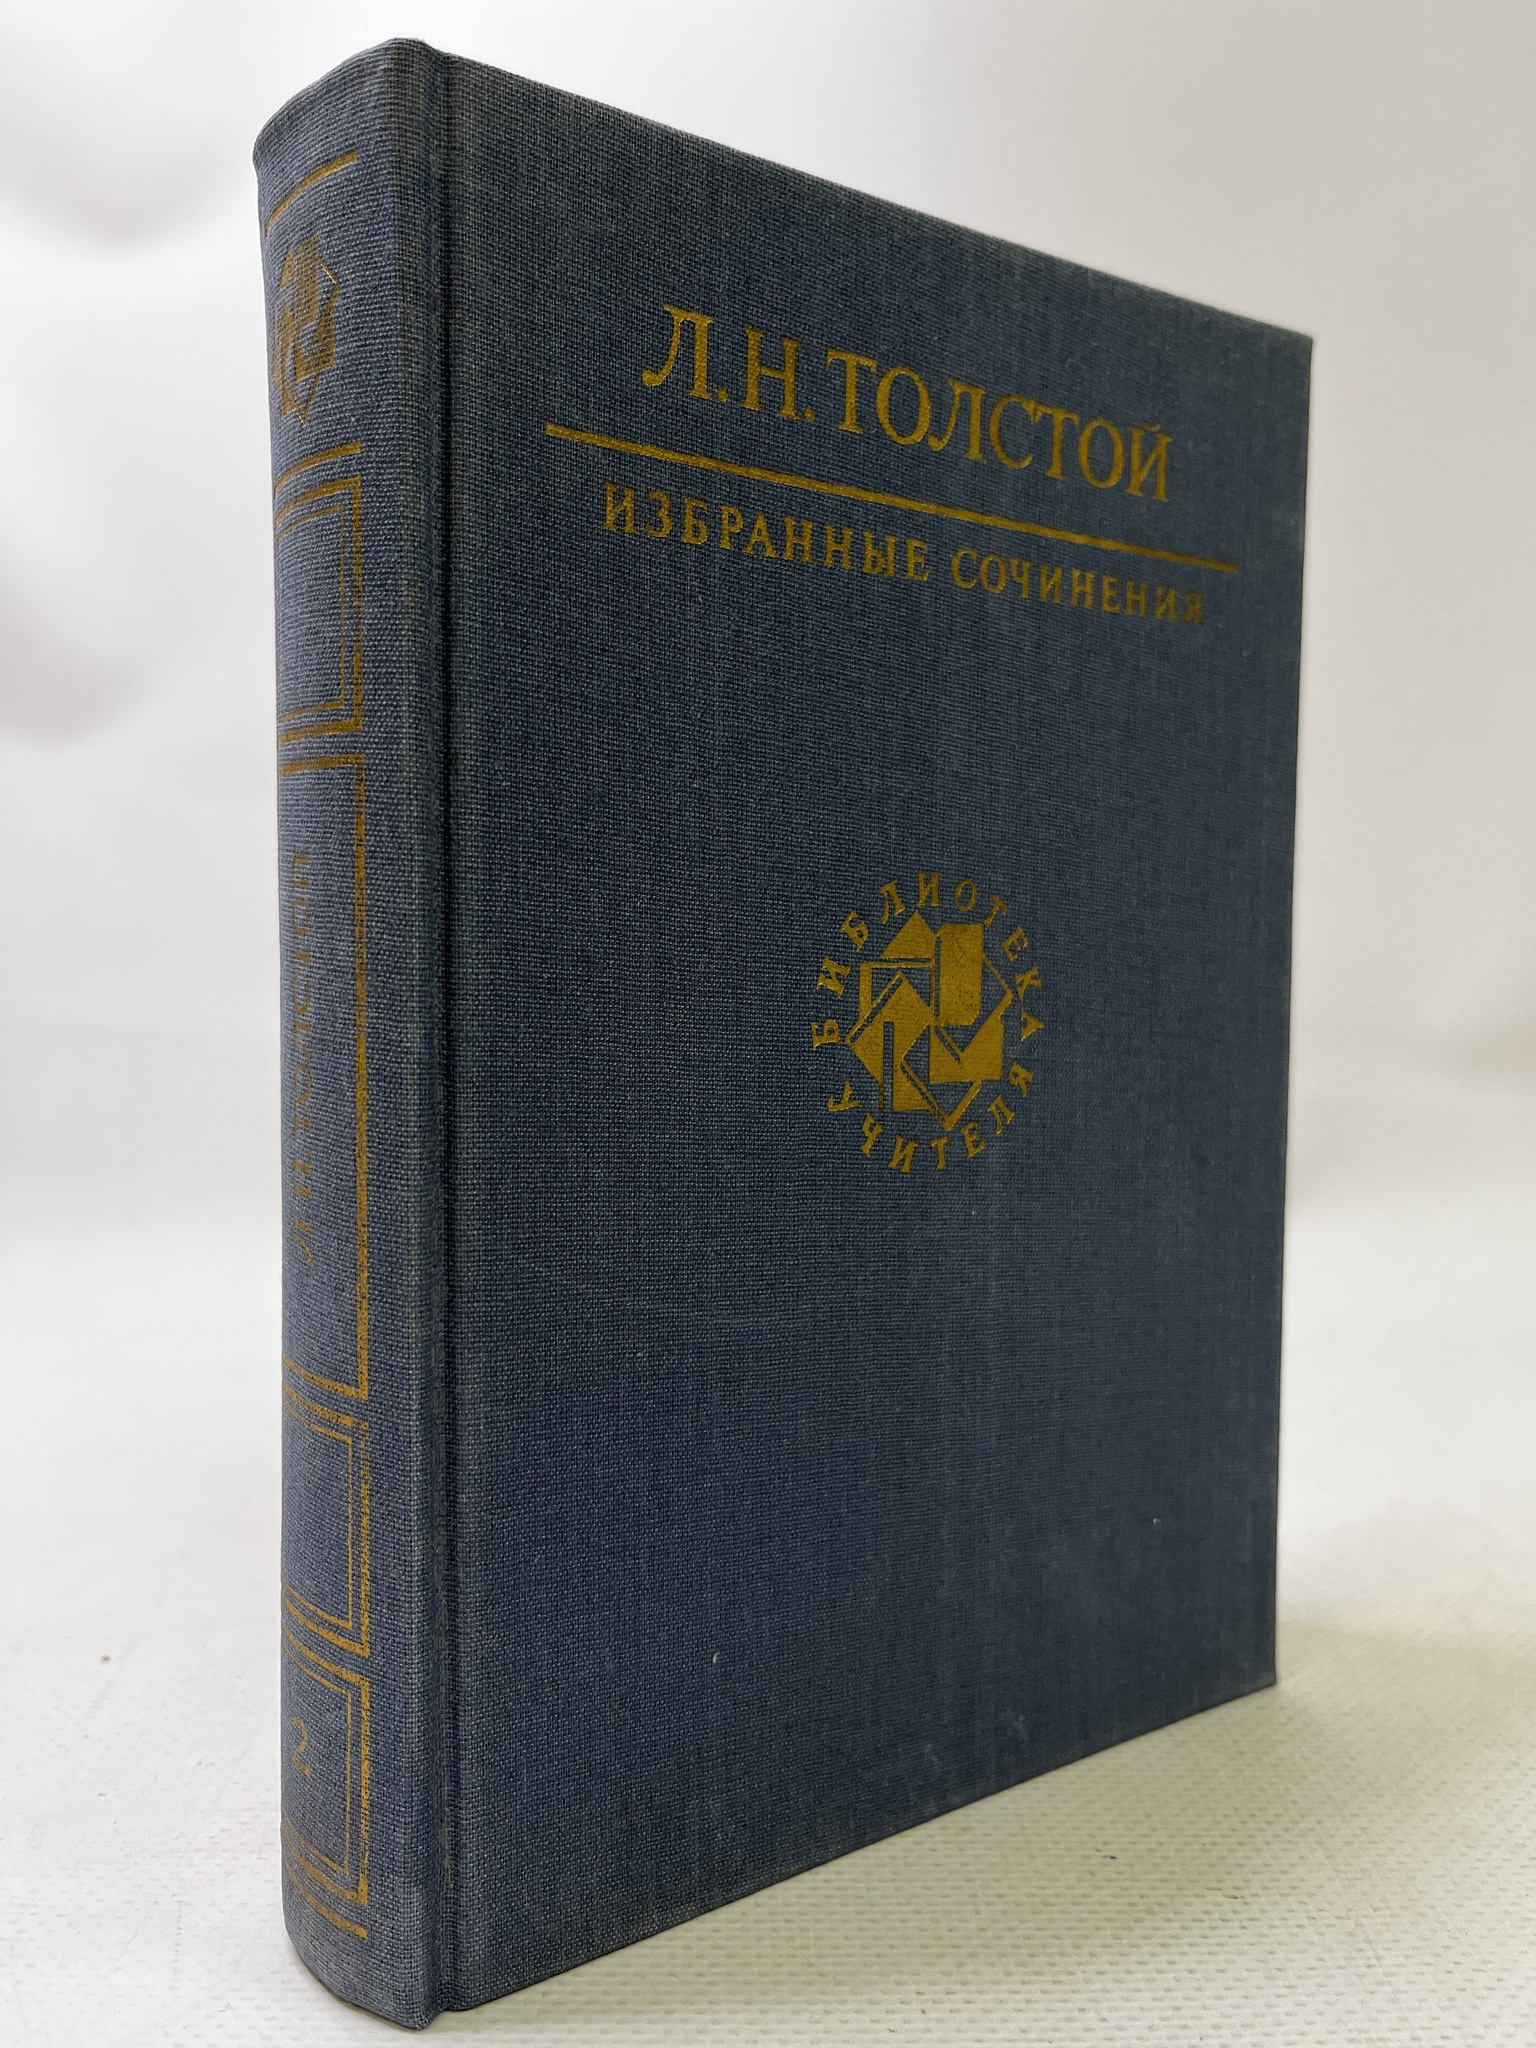 Л.Н.ТОЛСТОЙ
ИЗБРАННЫЕ СОЧИНЕНИЯ
БИБЛИОТЕКА
УЧИТЕЛЯ
Л.Н.ТОЛСТОЙ
2